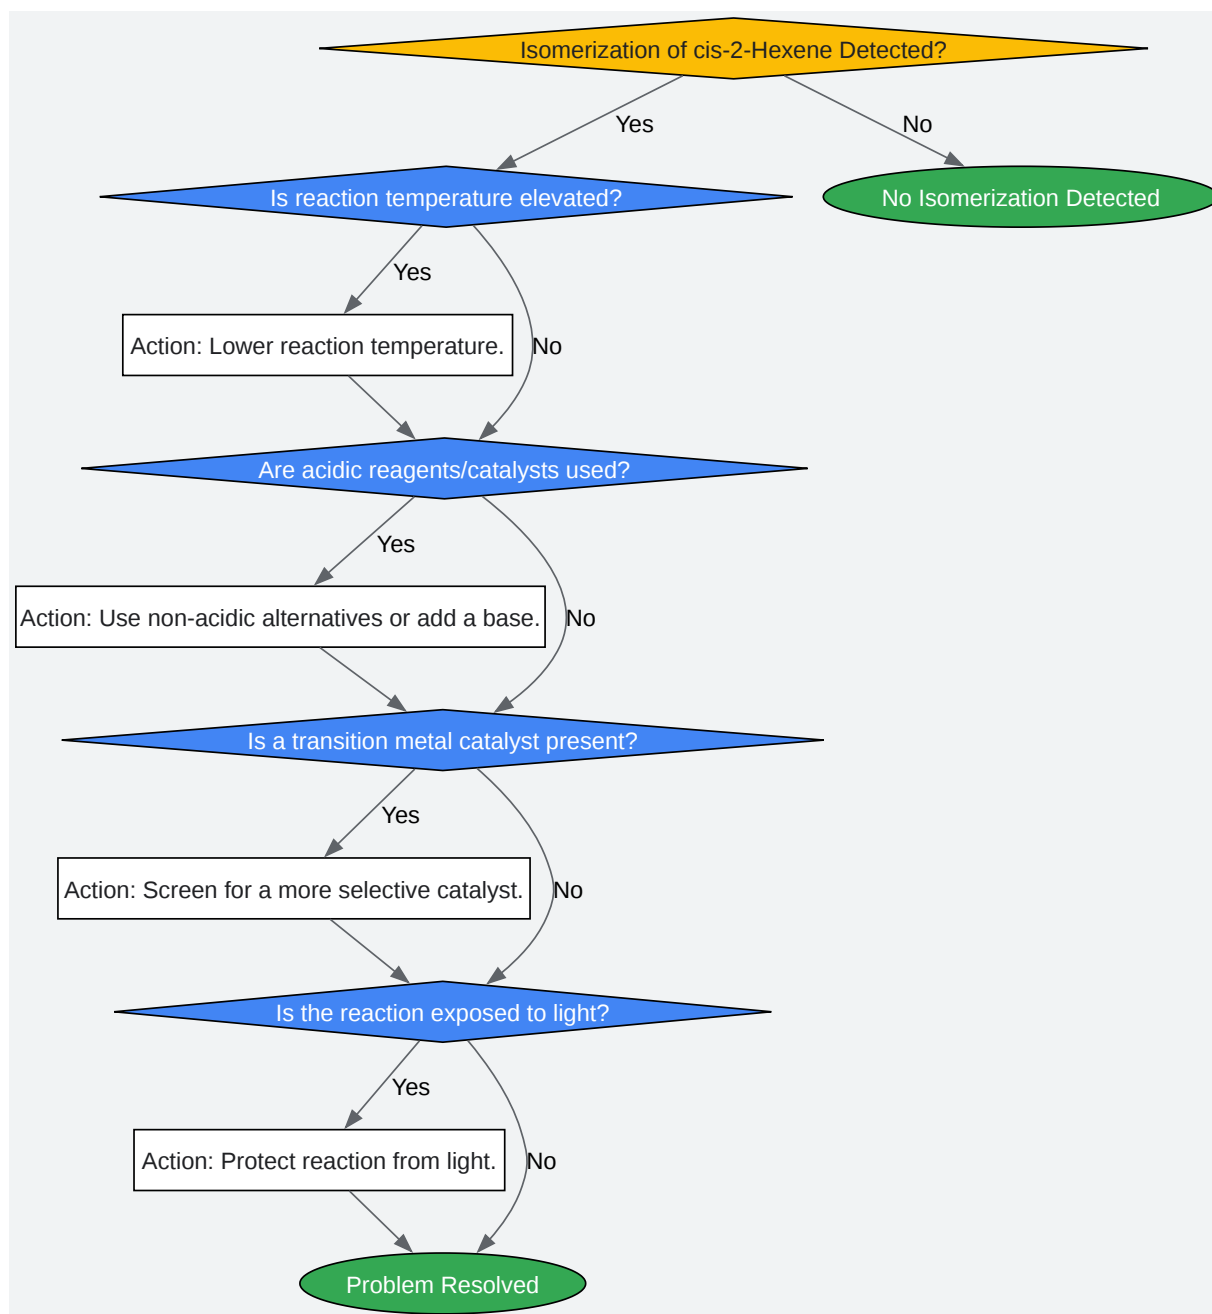 Isomerization of cis-2-Hexene Detected?
Yes
No
Is reaction temperature elevated?
No Isomerization Detected
Yes
Action: Lower reaction temperature.
No
Are acidic reagents/catalysts used?
Yes
Action: Use non-acidic alternatives or add a base.
No
Is a transition metal catalyst present?
Yes
Action: Screen for a more selective catalyst.
No
Is the reaction exposed to light?
Yes
Action: Protect reaction from light.
No
Problem Resolved